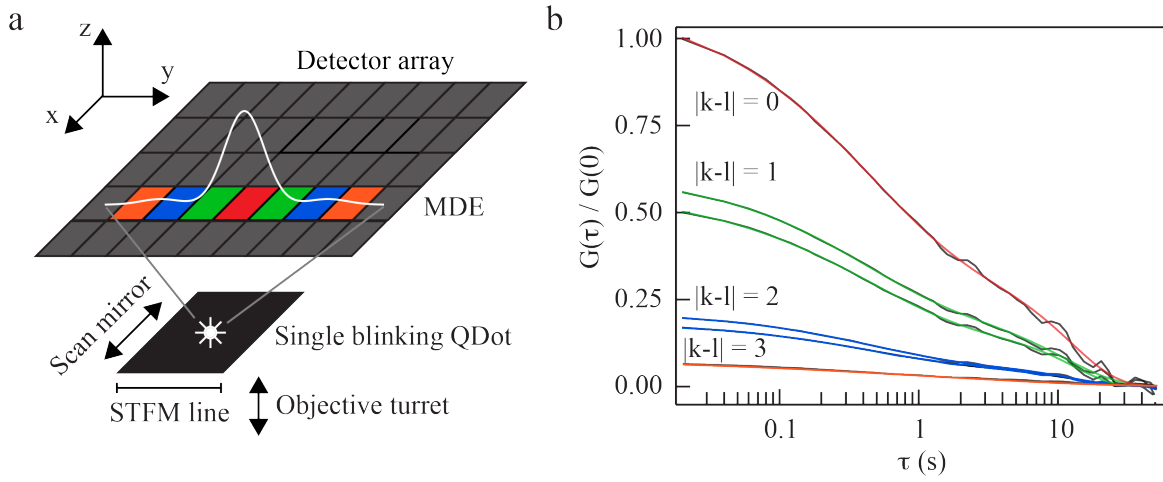 a
z
y
x
Detector array
MDE
Scan mirror
Single blinking QDot
STFM line
Objective turret
b
G(τ) / G(0)
1.00
0.75
0.50
0.25
0.00
|k-l| = 0
|k-l| = 1
|k-l| = 2
|k-l| = 3
0.1 1 10
τ (s)